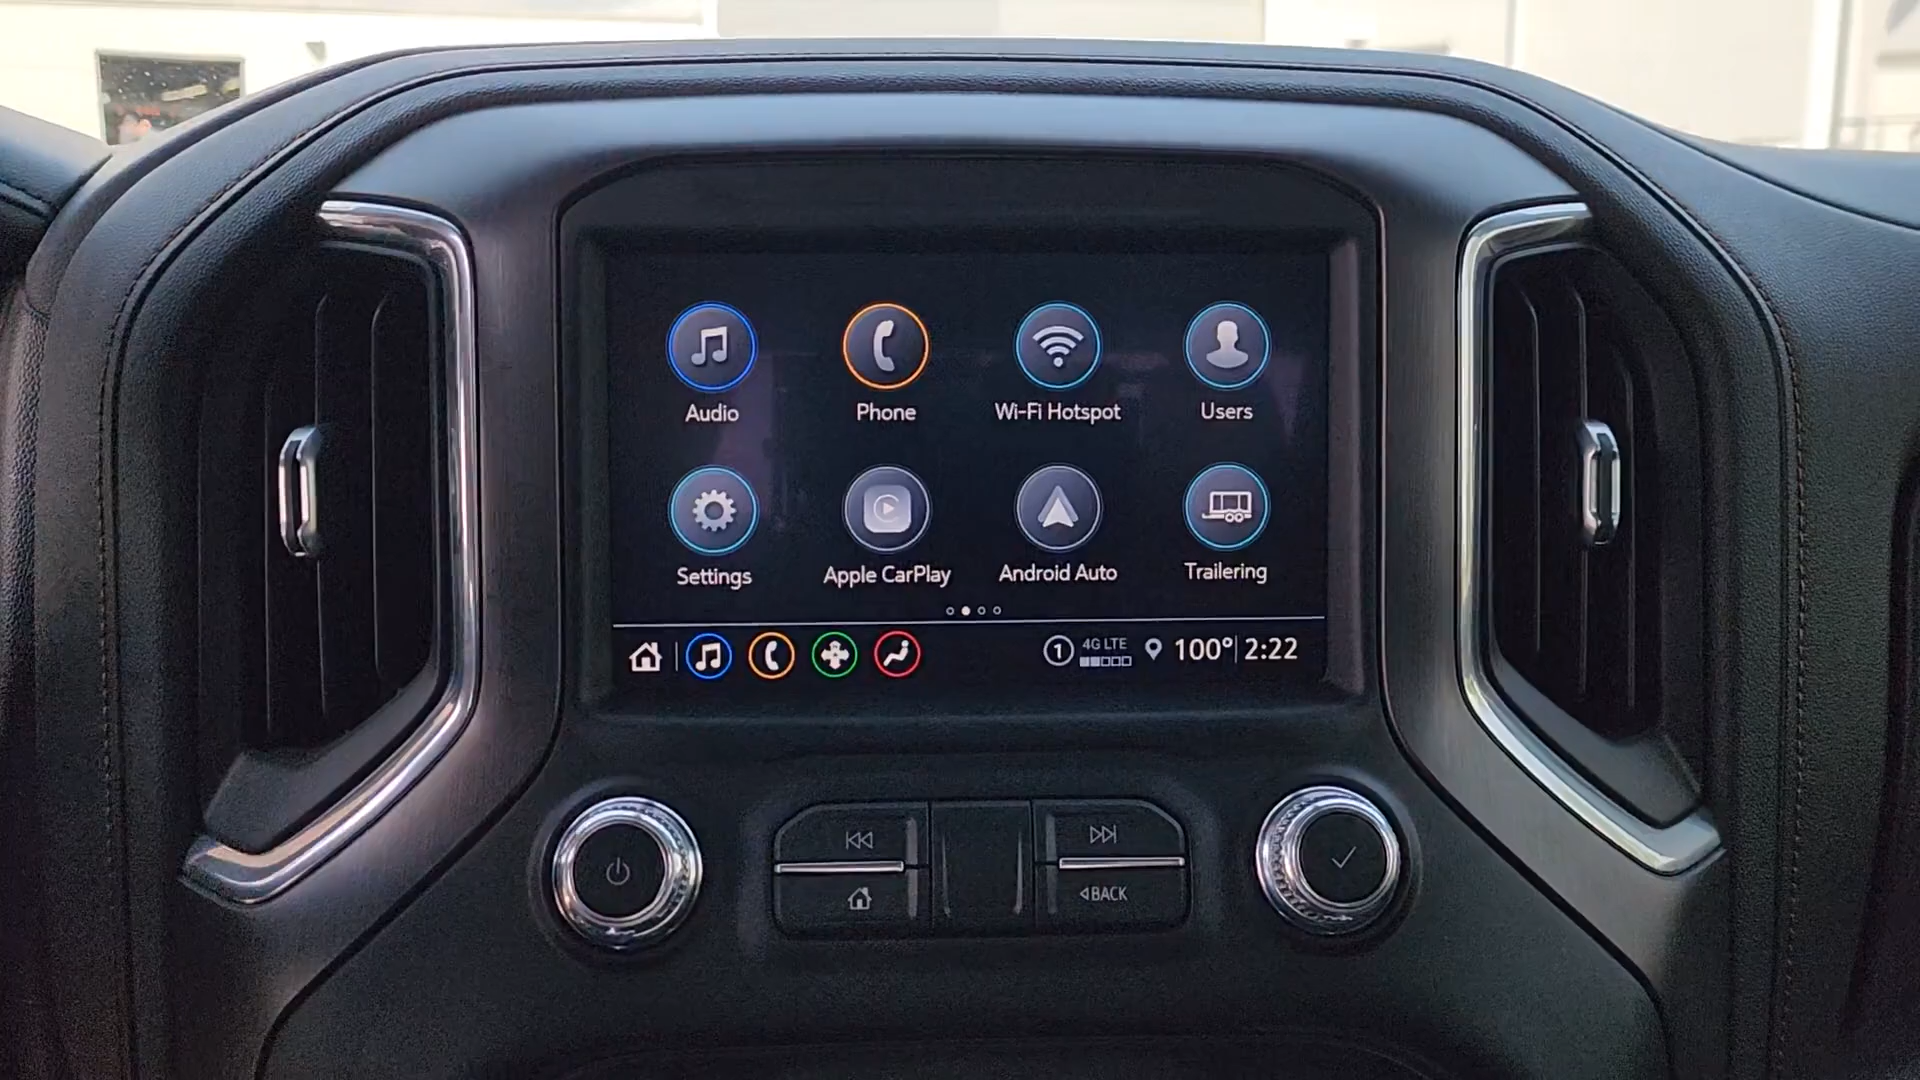 Audio Phone Wi-Fi Hotspot Users
Settings Apple CarPlay Android Auto Trailering
1 4G LTE 100° 2:22
BACK